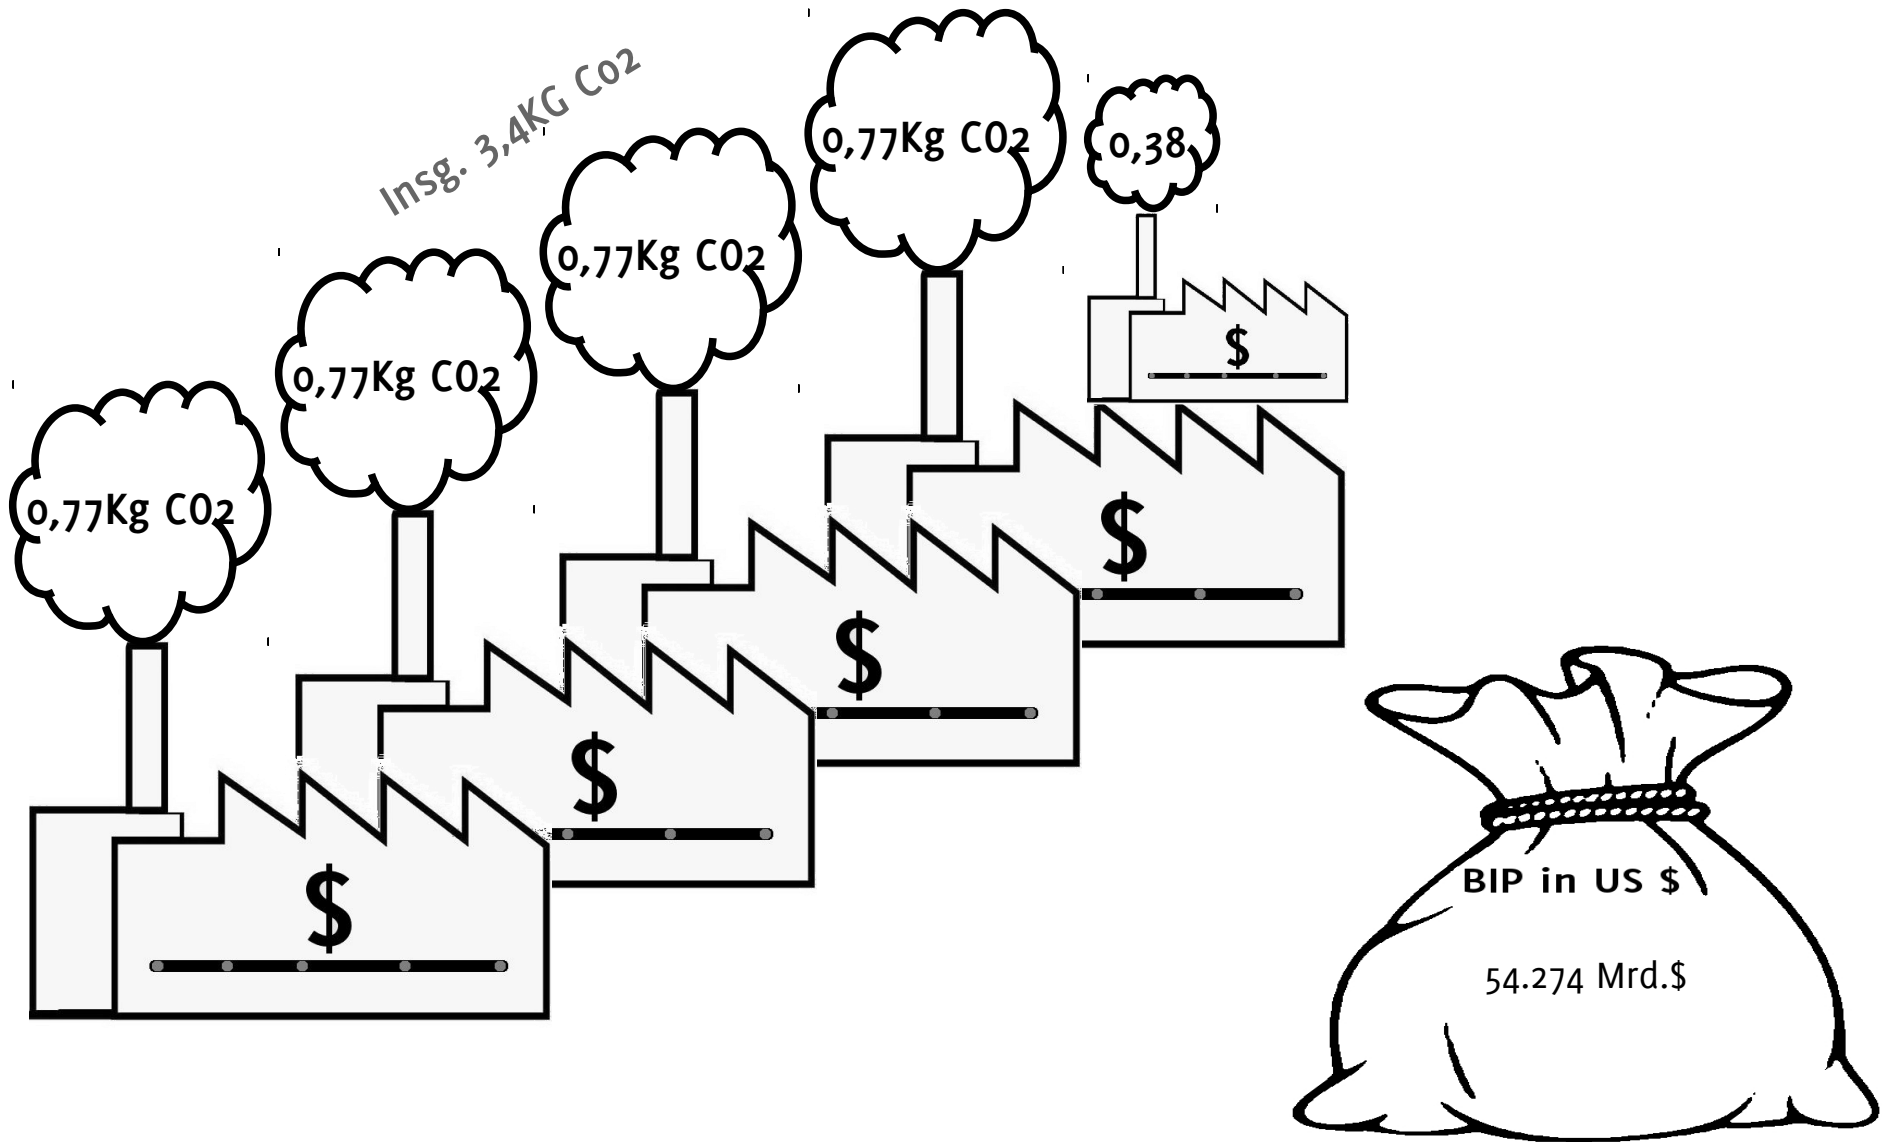 Insg. 3,4KG Co2
0,77Kg CO2
0,77Kg CO2
0,77Kg CO2
0,77Kg CO2
0,38
$
$
$
$
$
BIP in US $
54.274 Mrd.$